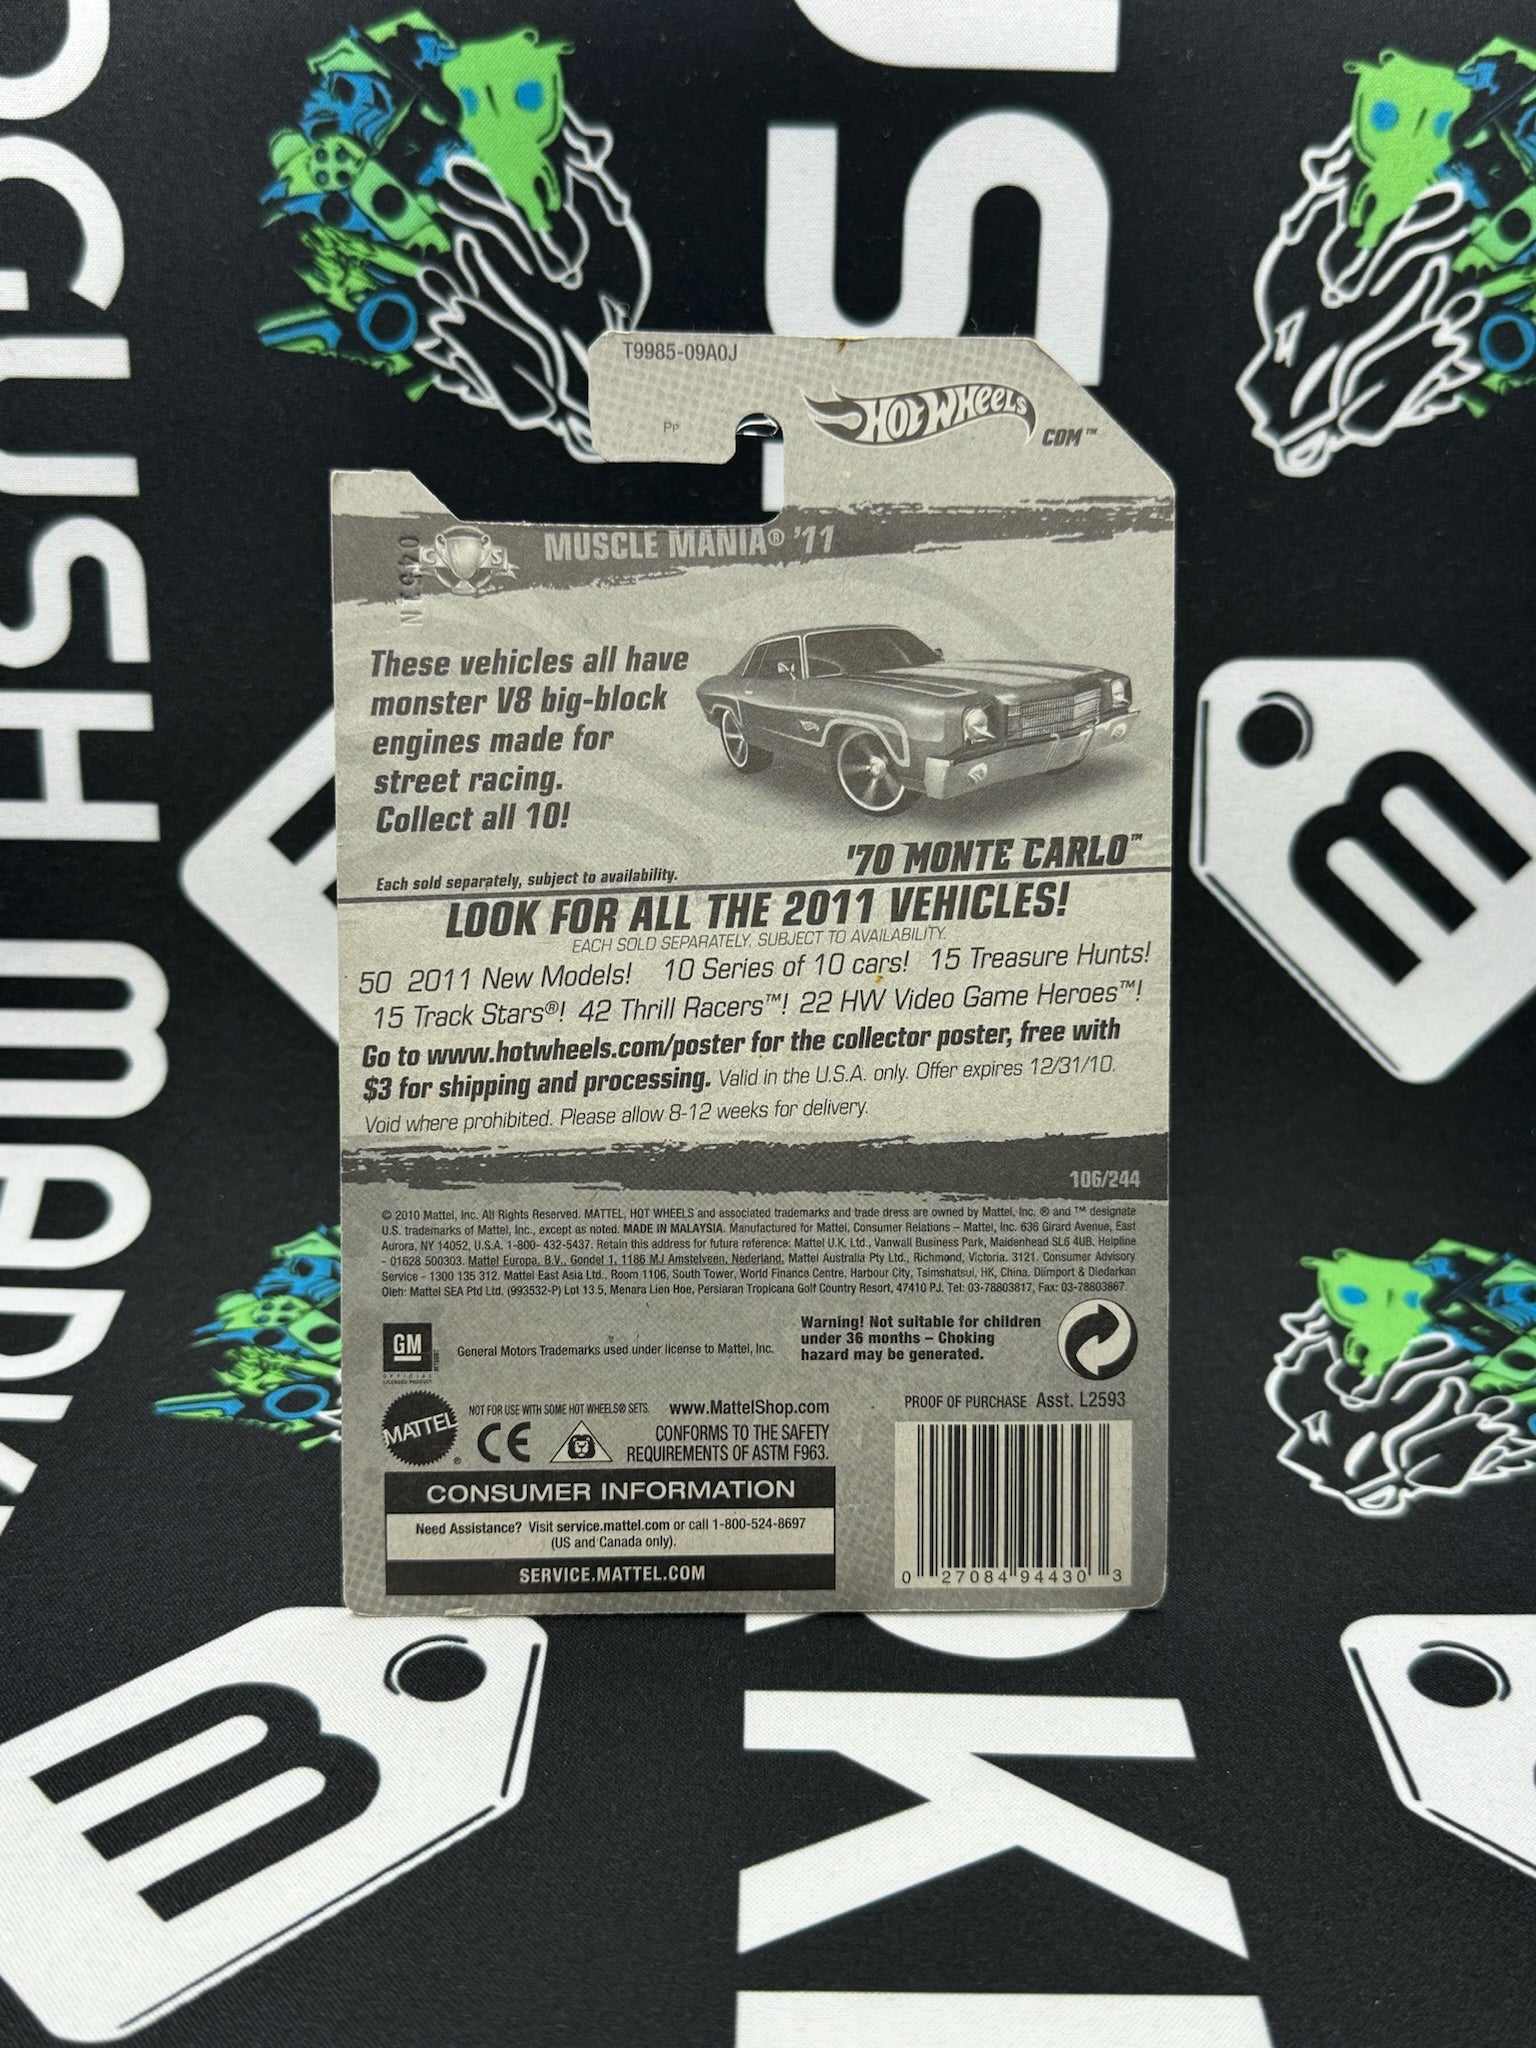 T9985-09A0J
PP
HOT WHEELS
.COM™
MUSCLE MANIA® '11
These vehicles all have
monster V8 big-block
engines made for
street racing.
Collect all 10!
'70 MONTE CARLO™
Each sold separately, subject to availability.
LOOK FOR ALL THE 2011 VEHICLES!
EACH SOLD SEPARATELY, SUBJECT TO AVAILABILITY.
50 2011 New Models! 10 Series of 10 cars! 15 Treasure Hunts!
15 Track Stars®! 42 Thrill Racers™! 22 HW Video Game Heroes™!
Go to www.hotwheels.com/poster for the collector poster, free with
$3 for shipping and processing. Valid in the U.S.A. only. Offer expires 12/31/10.
Void where prohibited. Please allow 8-12 weeks for delivery.
106/244
© 2010 Mattel, Inc. All Rights Reserved. MATTEL, HOT WHEELS and associated trademarks and trade dress are owned by Mattel, Inc. ® and ™ designate
U.S. trademarks of Mattel, Inc., except as noted. MADE IN MALAYSIA. Manufactured for Mattel. Consumer Relations – Mattel, Inc. 636 Girard Avenue, East
Aurora, NY 14052, U.S.A. 1-800- 432-5437. Retain this address for future reference: Mattel U.K. Ltd., Vanwall Business Park, Maidenhead SL6 4UB. Helpline
- 01628 500303. Mattel Europa, B.V., Gondel 1, 1186 MJ Amstelveen, Nederland. Mattel Australia Pty Ltd., Richmond, Victoria. 3121. Consumer Advisory
Service - 1300 135 312. Mattel East Asia Ltd., Room 1106, South Tower, World Finance Centre, Harbour City, Tsimshatsui, HK, China. Diimport & Diedarkan
Oleh: Mattel SEA Ptd Ltd. (993532-P) Lot 13.5, Menara Lien Hoe, Persiaran Tropicana Golf Country Resort, 47410 PJ. Tel: 03-78803817, Fax: 03-78803867.
GM
OFFICIAL
LICENSED PRODUCT
General Motors Trademarks used under license to Mattel, Inc.
Warning! Not suitable for children
under 36 months – Choking
hazard may be generated.
MATTEL®
NOT FOR USE WITH SOME HOT WHEELS® SETS. www.MattelShop.com
CE
CONFORMS TO THE SAFETY
REQUIREMENTS OF ASTM F963.
PROOF OF PURCHASE Asst. L2593
CONSUMER INFORMATION
Need Assistance? Visit service.mattel.com or call 1-800-524-8697
(US and Canada only).
SERVICE.MATTEL.COM
0 27084 94430 3